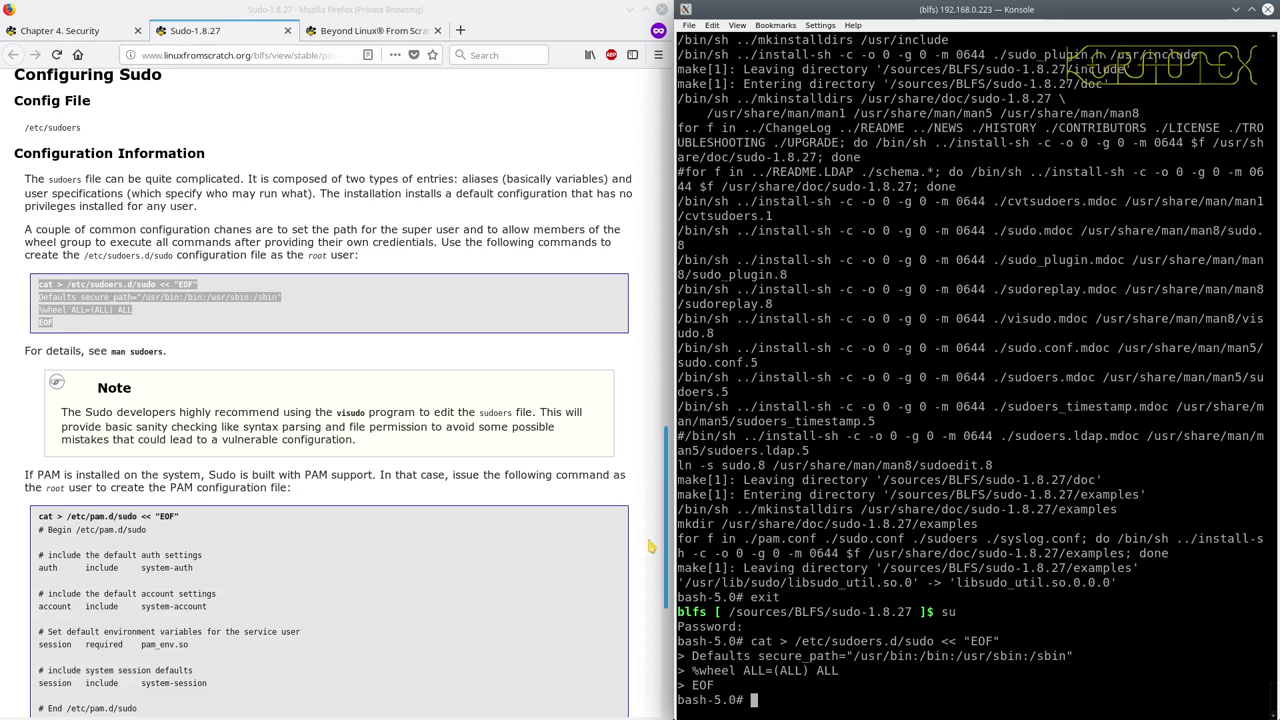 Sudo-1.8.27 - Mozilla Firefox (Private Browsing)
Chapter 4. Security
Sudo-1.8.27
Beyond Linux® From Scra
www.linuxfromscratch.org/blfs/view/stable/pos
Search
Configuring Sudo
Config File
/etc/sudoers
Configuration Information
The sudoers file can be quite complicated. It is composed of two types of entries: aliases (basically variables) and
user specifications (which specify who may run what). The installation installs a default configuration that has no
privileges installed for any user.
A couple of common configuration chanes are to set the path for the super user and to allow members of the
wheel group to execute all commands after providing their own credentials. Use the following commands to
create the /etc/sudoers.d/sudo configuration file as the root user:
cat > /etc/sudoers.d/sudo << "EOF"
Defaults secure_path="/usr/bin:/bin:/usr/sbin:/sbin"
%wheel ALL=(ALL) ALL
EOF
For details, see man sudoers.
Note
The Sudo developers highly recommend using the visudo program to edit the sudoers file. This will
provide basic sanity checking like syntax parsing and file permission to avoid some possible
mistakes that could lead to a vulnerable configuration.
If PAM is installed on the system, Sudo is built with PAM support. In that case, issue the following command as
the root user to create the PAM configuration file:
cat > /etc/pam.d/sudo << "EOF"
# Begin /etc/pam.d/sudo
# include the default auth settings
auth include system-auth
# include the default account settings
account include system-account
# Set default environment variables for the service user
session required pam_env.so
# include system session defaults
session include system-session
# End /etc/pam.d/sudo
(blfs) 192.168.0.223 — Konsole
File Edit View Bookmarks Settings Help
/bin/sh ../mkinstalldirs /usr/include
/bin/sh ../install-sh -c -o 0 -g 0 -m 0644 ./sudo_plugin.h /usr/include
make[1]: Leaving directory '/sources/BLFS/sudo-1.8.27/include'
make[1]: Entering directory '/sources/BLFS/sudo-1.8.27/doc'
/bin/sh ../mkinstalldirs /usr/share/doc/sudo-1.8.27 \
/usr/share/man/man1 /usr/share/man/man5 /usr/share/man/man8
for f in ../ChangeLog ../README ../NEWS ./HISTORY ./CONTRIBUTORS ./LICENSE ./TRO
UBLESHOOTING ./UPGRADE; do /bin/sh ../install-sh -c -o 0 -g 0 -m 0644 $f /usr/sh
are/doc/sudo-1.8.27; done
#for f in ../README.LDAP ./schema.*; do /bin/sh ../install-sh -c -o 0 -g 0 -m 06
44 $f /usr/share/doc/sudo-1.8.27; done
/bin/sh ../install-sh -c -o 0 -g 0 -m 0644 ./cvtsudoers.mdoc /usr/share/man/man1
/cvtsudoers.1
/bin/sh ../install-sh -c -o 0 -g 0 -m 0644 ./sudo.mdoc /usr/share/man/man8/sudo.
8
/bin/sh ../install-sh -c -o 0 -g 0 -m 0644 ./sudo_plugin.mdoc /usr/share/man/man
8/sudo_plugin.8
/bin/sh ../install-sh -c -o 0 -g 0 -m 0644 ./sudoreplay.mdoc /usr/share/man/man8
/sudoreplay.8
/bin/sh ../install-sh -c -o 0 -g 0 -m 0644 ./visudo.mdoc /usr/share/man/man8/vis
udo.8
/bin/sh ../install-sh -c -o 0 -g 0 -m 0644 ./sudo.conf.mdoc /usr/share/man/man5/
sudo.conf.5
/bin/sh ../install-sh -c -o 0 -g 0 -m 0644 ./sudoers.mdoc /usr/share/man/man5/su
doers.5
/bin/sh ../install-sh -c -o 0 -g 0 -m 0644 ./sudoers_timestamp.mdoc /usr/share/m
an/man5/sudoers_timestamp.5
#/bin/sh ../install-sh -c -o 0 -g 0 -m 0644 ./sudoers.ldap.mdoc /usr/share/man/m
an5/sudoers.ldap.5
ln -s sudo.8 /usr/share/man/man8/sudoedit.8
make[1]: Leaving directory '/sources/BLFS/sudo-1.8.27/doc'
make[1]: Entering directory '/sources/BLFS/sudo-1.8.27/examples'
/bin/sh ../mkinstalldirs /usr/share/doc/sudo-1.8.27/examples
mkdir /usr/share/doc/sudo-1.8.27/examples
for f in ./pam.conf ./sudo.conf ./sudoers ./syslog.conf; do /bin/sh ../install-s
h -c -o 0 -g 0 -m 0644 $f /usr/share/doc/sudo-1.8.27/examples; done
make[1]: Leaving directory '/sources/BLFS/sudo-1.8.27/examples'
'/usr/lib/sudo/libsudo_util.so.0' -> 'libsudo_util.so.0.0.0'
bash-5.0# exit
blfs [ /sources/BLFS/sudo-1.8.27 ]$ su
Password:
bash-5.0# cat > /etc/sudoers.d/sudo << "EOF"
> Defaults secure_path="/usr/bin:/bin:/usr/sbin:/sbin"
> %wheel ALL=(ALL) ALL
> EOF
bash-5.0#